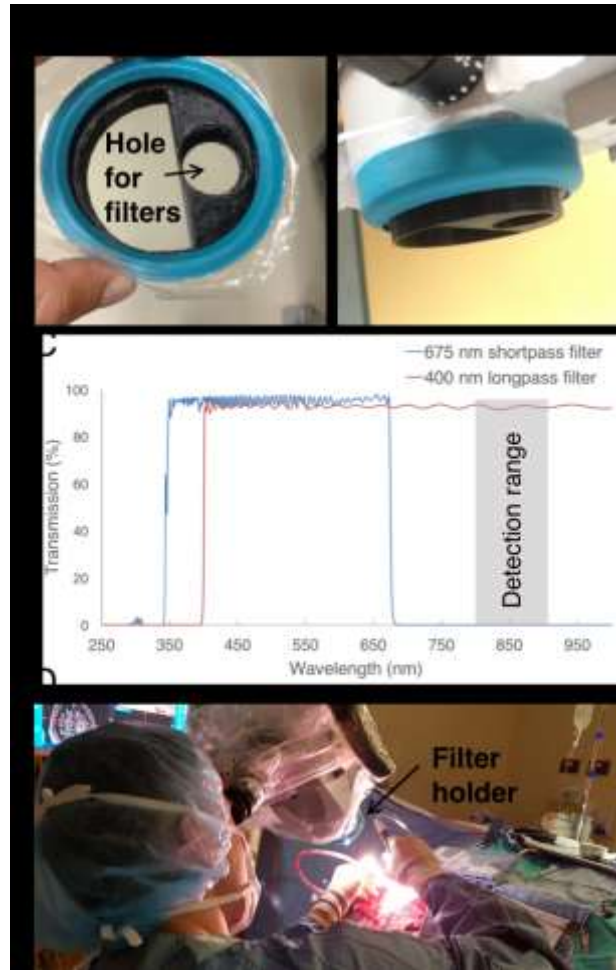 Hole
for
filters
C
675 nm shortpass filter
400 nm longpass filter
Transmission (%)
100
80
60
40
20
0
Detection range
250 350 450 550 650 750 850 950
Wavelength (nm)
D
Filter
holder